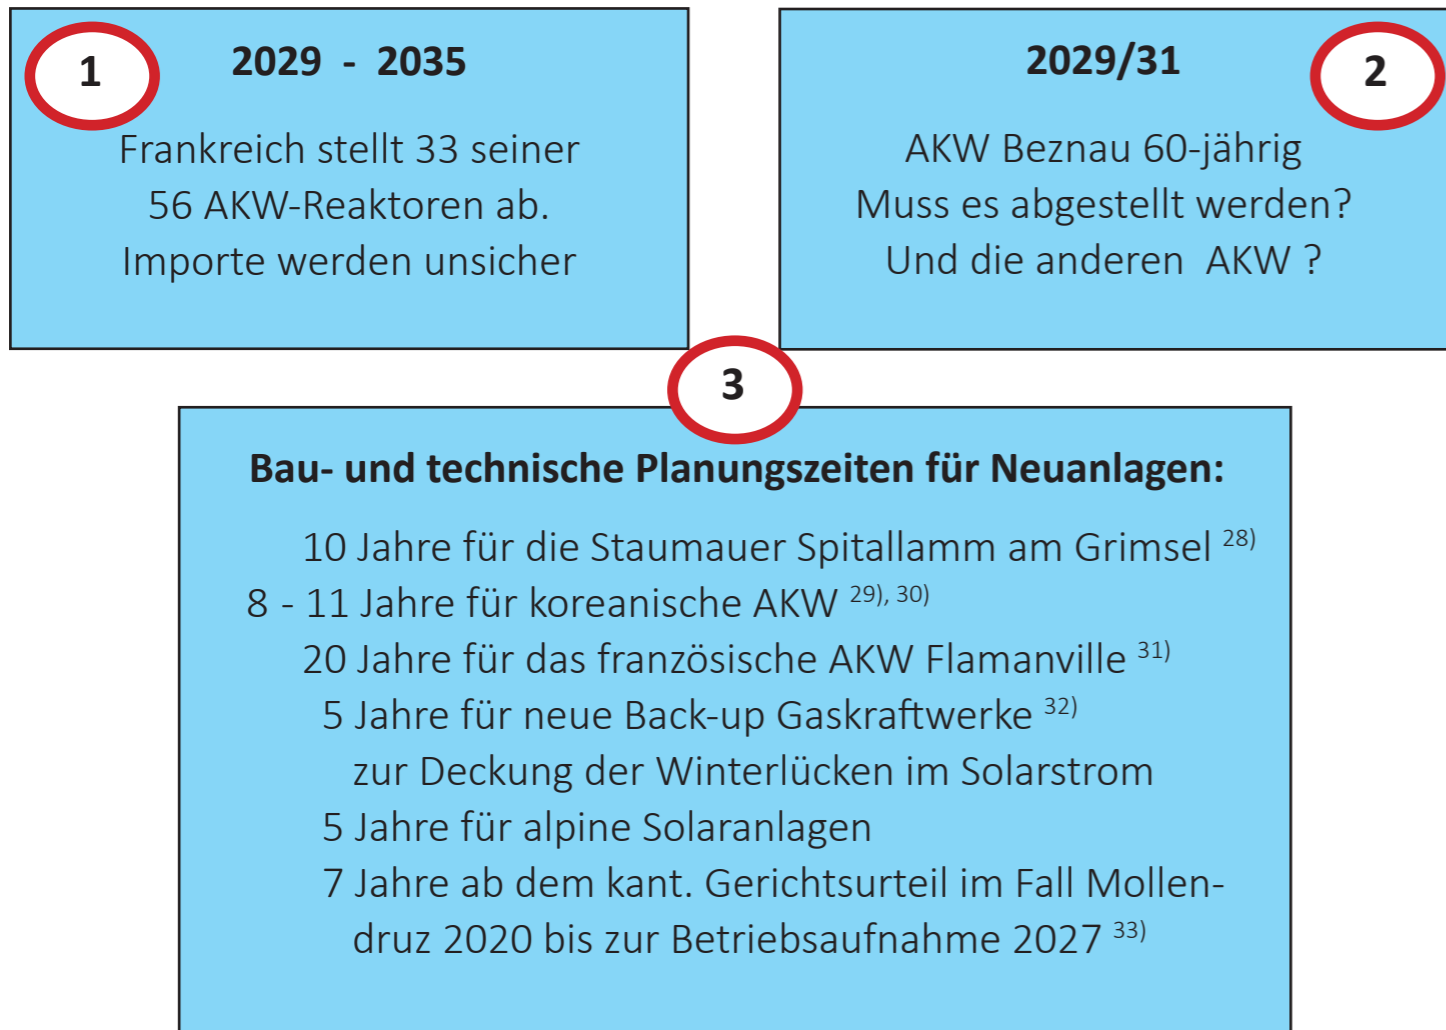 1
2029 - 2035
Frankreich stellt 33 seiner
56 AKW-Reaktoren ab.
Importe werden unsicher
2
2029/31
AKW Beznau 60-jährig
Muss es abgestellt werden?
Und die anderen AKW ?
3
Bau- und technische Planungszeiten für Neuanlagen:
10 Jahre für die Staumauer Spitallamm am Grimsel 28)
8 - 11 Jahre für koreanische AKW 29), 30)
20 Jahre für das französische AKW Flamanville 31)
5 Jahre für neue Back-up Gaskraftwerke 32)
zur Deckung der Winterlücken im Solarstrom
5 Jahre für alpine Solaranlagen
7 Jahre ab dem kant. Gerichtsurteil im Fall Mollen-
druz 2020 bis zur Betriebsaufnahme 2027 33)